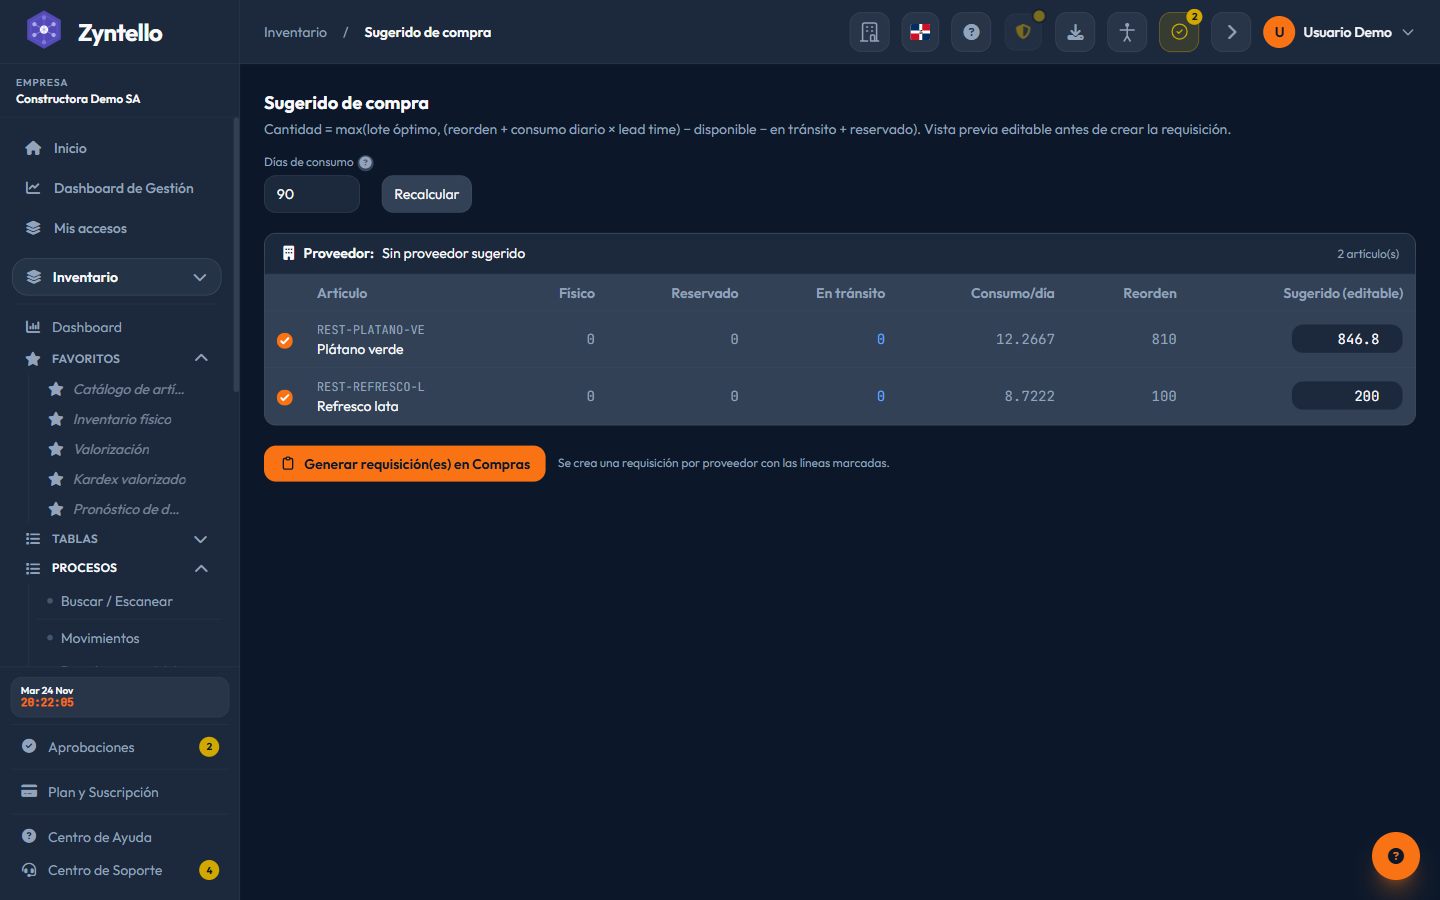 Zyntello
EMPRESA
Constructora Demo SA
Inicio
Dashboard de Gestión
Mis accesos
Inventario
Dashboard
FAVORITOS
Catálogo de artí...
Inventario físico
Valorización
Kardex valorizado
Pronóstico de d...
TABLAS
PROCESOS
Buscar / Escanear
Movimientos
Mar 24 Nov
20:22:05
Aprobaciones 2
Plan y Suscripción
Centro de Ayuda
Centro de Soporte 4
Inventario / Sugerido de compra
2
U Usuario Demo
Sugerido de compra
Cantidad = max(lote óptimo, (reorden + consumo diario × lead time) − disponible − en tránsito + reservado). Vista previa editable antes de crear la requisición.
Días de consumo ?
90 Recalcular
Proveedor: Sin proveedor sugerido 2 artículo(s)
Artículo Físico Reservado En tránsito Consumo/día Reorden Sugerido (editable)
REST-PLATANO-VE
Plátano verde 0 0 0 12.2667 810 846.8
REST-REFRESCO-L
Refresco lata 0 0 0 8.7222 100 200
Generar requisición(es) en Compras Se crea una requisición por proveedor con las líneas marcadas.